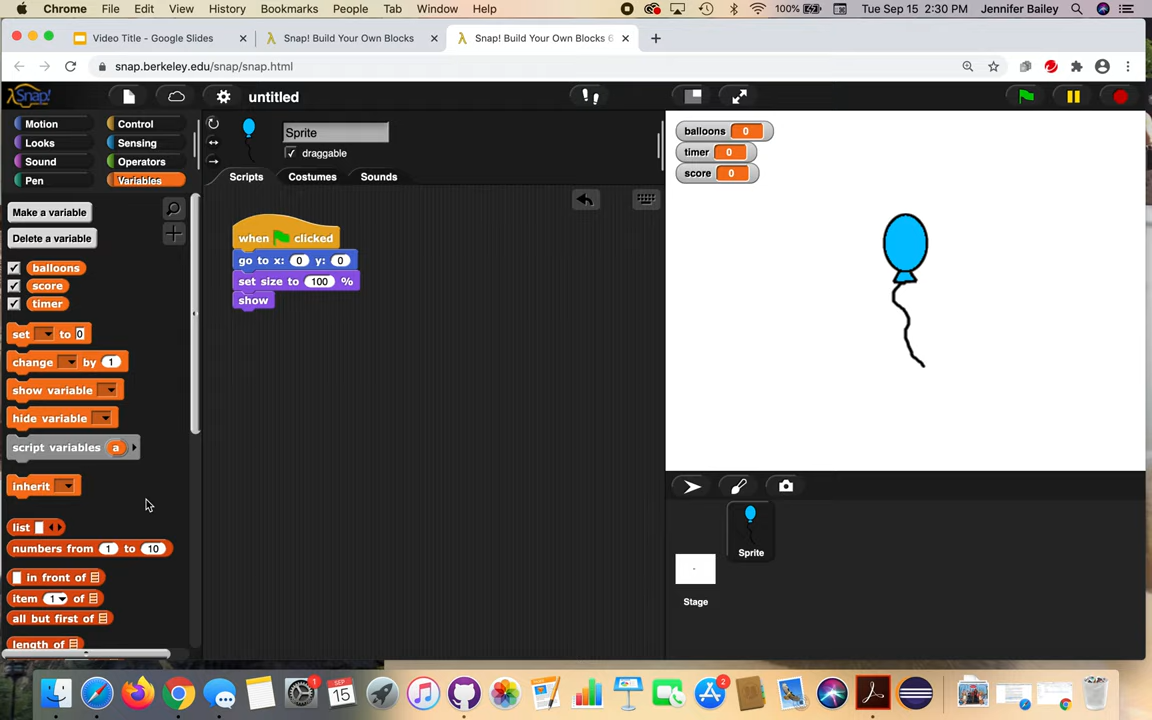 Chrome File Edit View History Bookmarks People Tab Window Help 100% Tue Sep 15 2:30 PM Jennifer Bailey
Video Title - Google Slides Snap! Build Your Own Blocks Snap! Build Your Own Blocks 6
snap.berkeley.edu/snap/snap.html
Snap! untitled
Motion Control
Looks Sensing
Sound Operators
Pen Variables
Sprite
draggable
Scripts Costumes Sounds
Make a variable
Delete a variable
balloons
score
timer
set to 0
change by 1
show variable
hide variable
script variables a
inherit
list
numbers from 1 to 10
in front of
item 1 of
all but first of
length of
when clicked
go to x: 0 y: 0
set size to 100 %
show
balloons 0
timer 0
score 0
Sprite
Stage
1
SEP
15
2